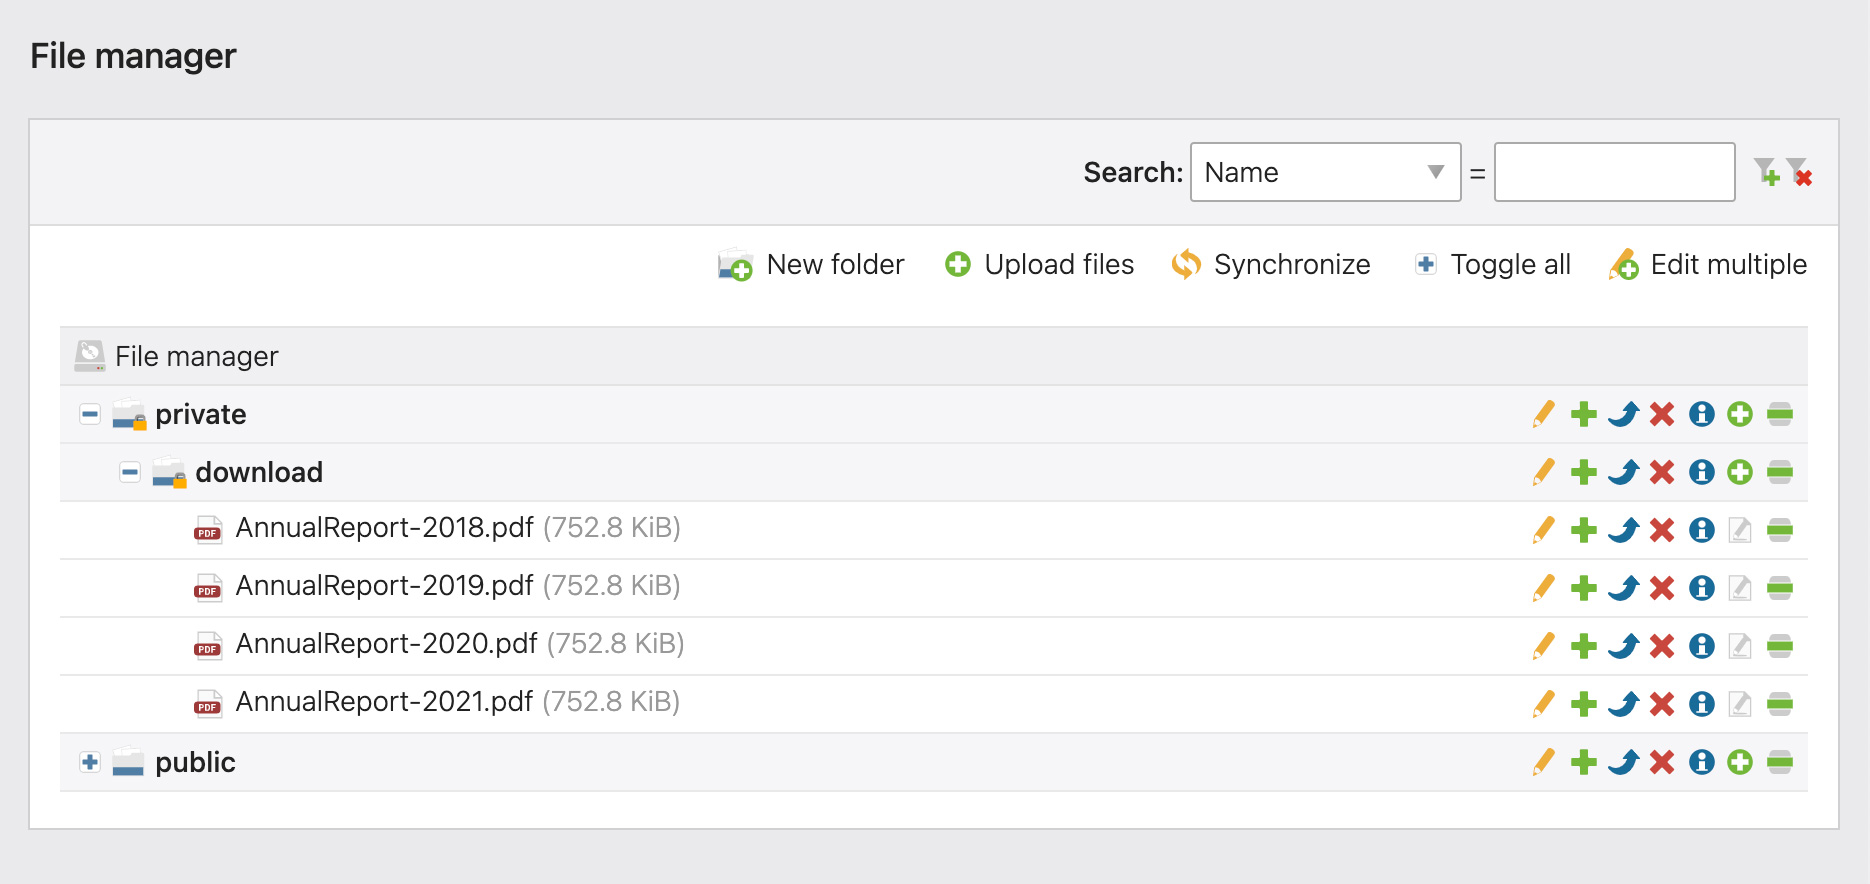 File manager
Search: Name =
New folder Upload files Synchronize Toggle all Edit multiple
File manager
private
download
PDF AnnualReport-2018.pdf (752.8 KiB)
PDF AnnualReport-2019.pdf (752.8 KiB)
PDF AnnualReport-2020.pdf (752.8 KiB)
PDF AnnualReport-2021.pdf (752.8 KiB)
public